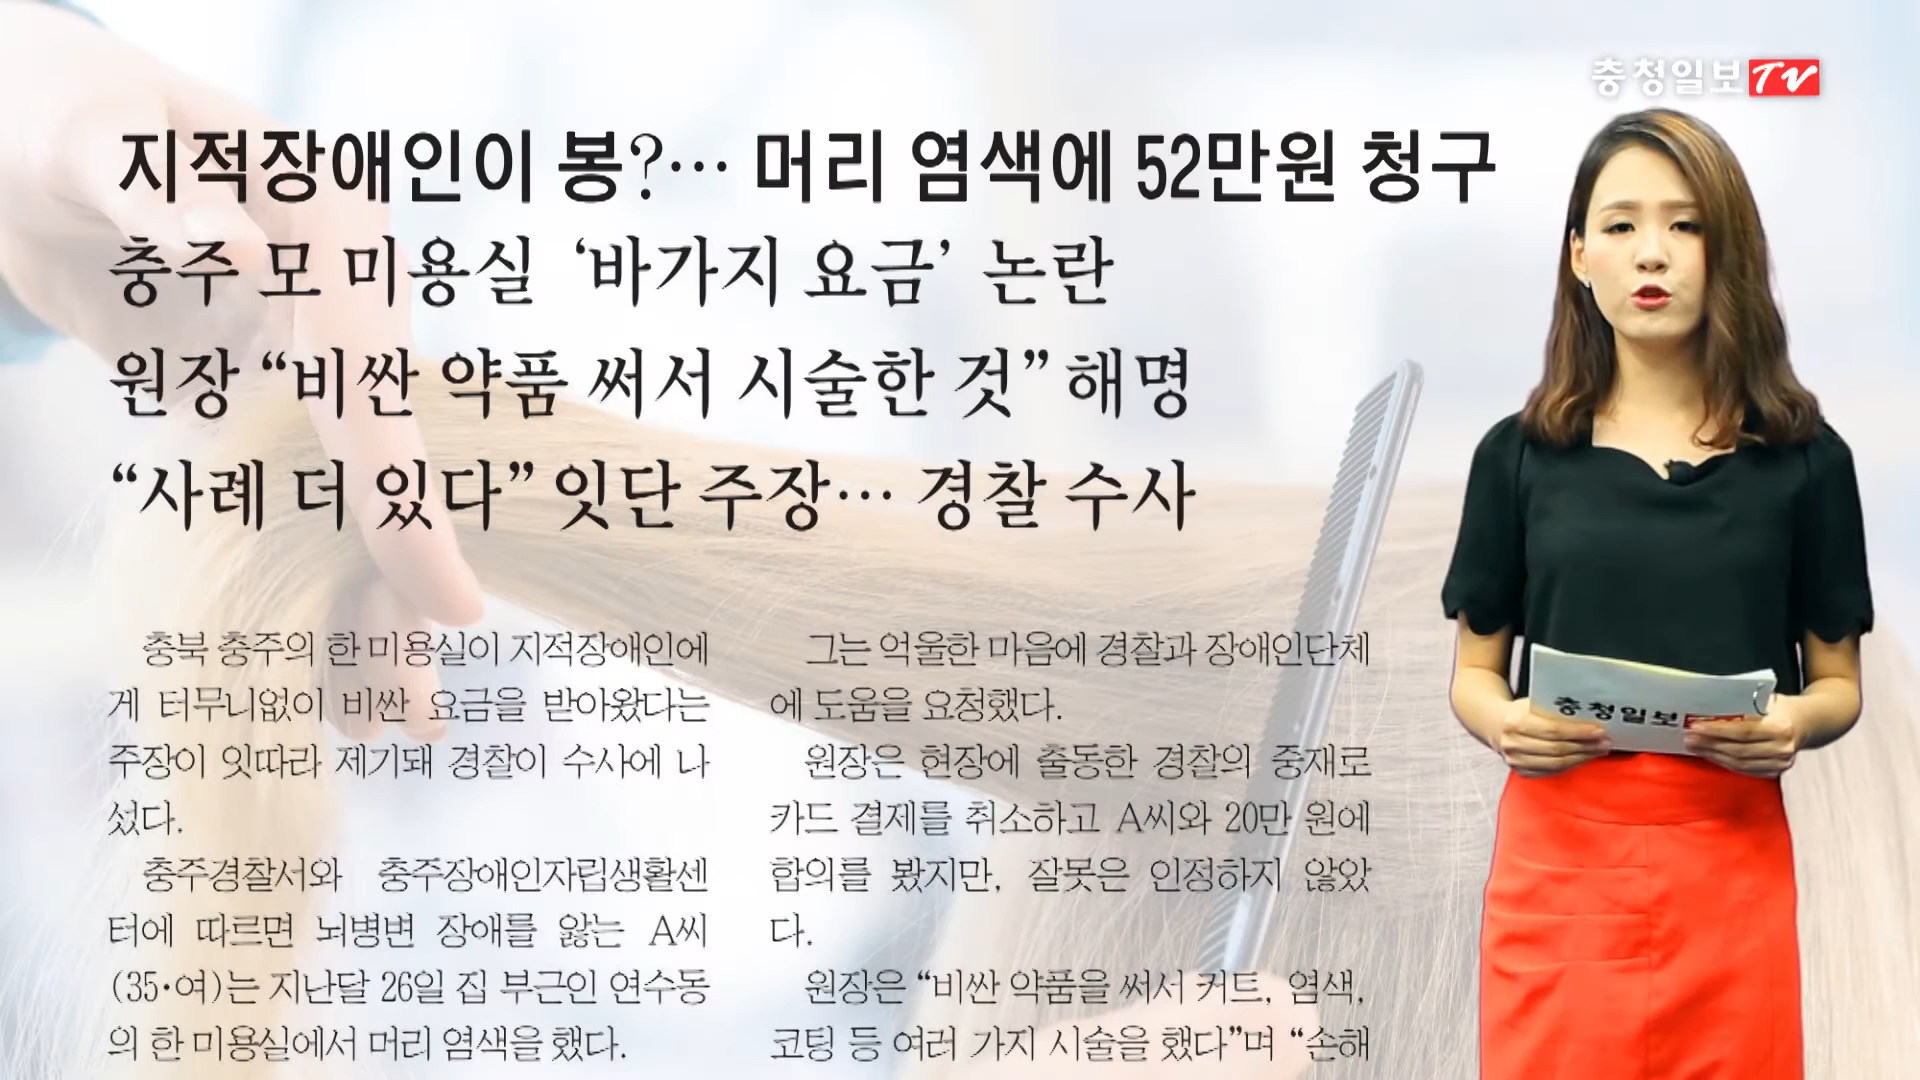 충청일보TV
지적장애인이 봉?… 머리 염색에 52만원 청구
충주 모 미용실 ‘바가지 요금’ 논란
원장 “비싼 약품 써서 시술한 것” 해명
“사례 더 있다” 잇단 주장… 경찰 수사
충북 충주의 한 미용실이 지적장애인에
게 터무니없이 비싼 요금을 받아왔다는
주장이 잇따라 제기돼 경찰이 수사에 나
섰다.
충주경찰서와 충주장애인자립생활센
터에 따르면 뇌병변 장애를 앓는 A씨
(35·여)는 지난달 26일 집 부근인 연수동
의 한 미용실에서 머리 염색을 했다.
그는 억울한 마음에 경찰과 장애인단체
에 도움을 요청했다.
원장은 현장에 출동한 경찰의 중재로
카드 결제를 취소하고 A씨와 20만 원에
합의를 봤지만, 잘못은 인정하지 않았
다.
원장은 “비싼 약품을 써서 커트, 염색,
코팅 등 여러 가지 시술을 했다”며 “손해
충청일보